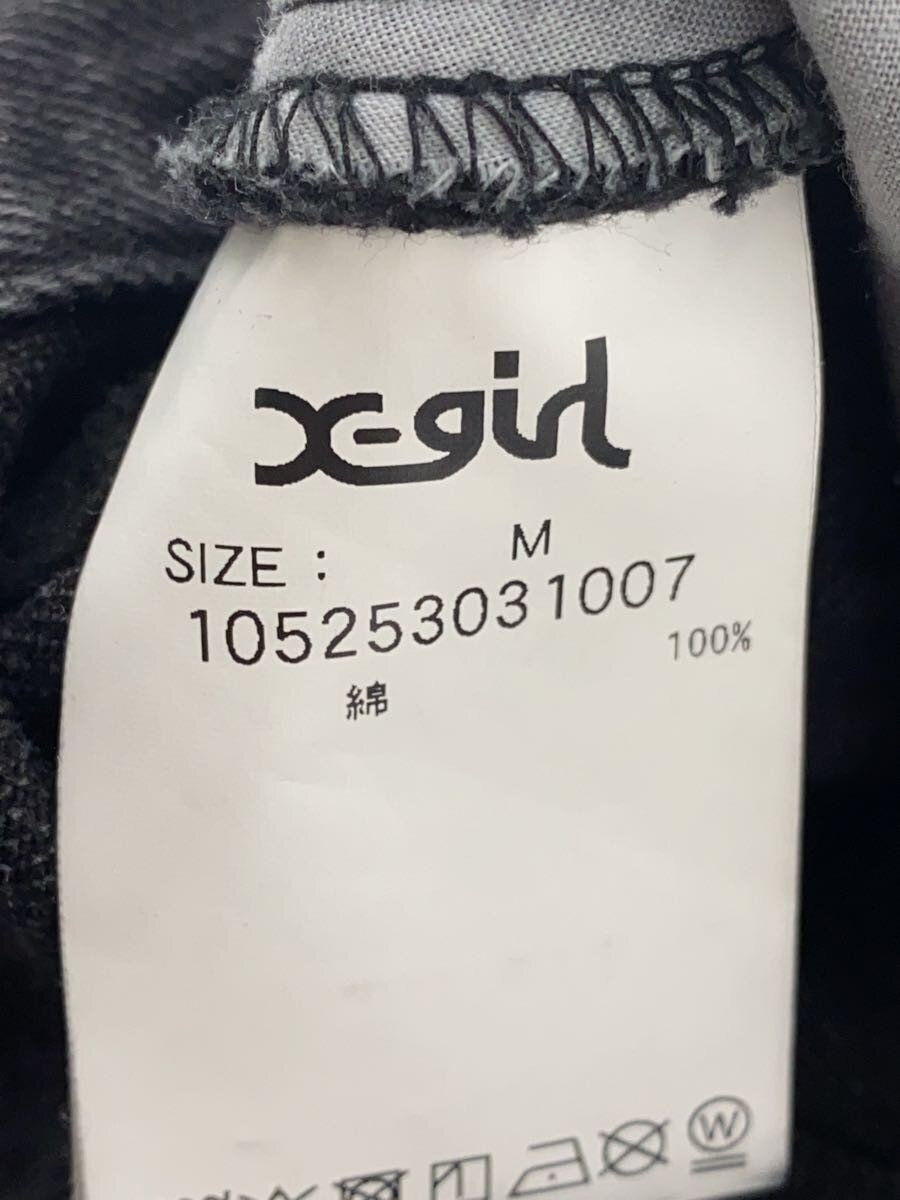 X-girl
SIZE : M
105253031007
綿 100%
W